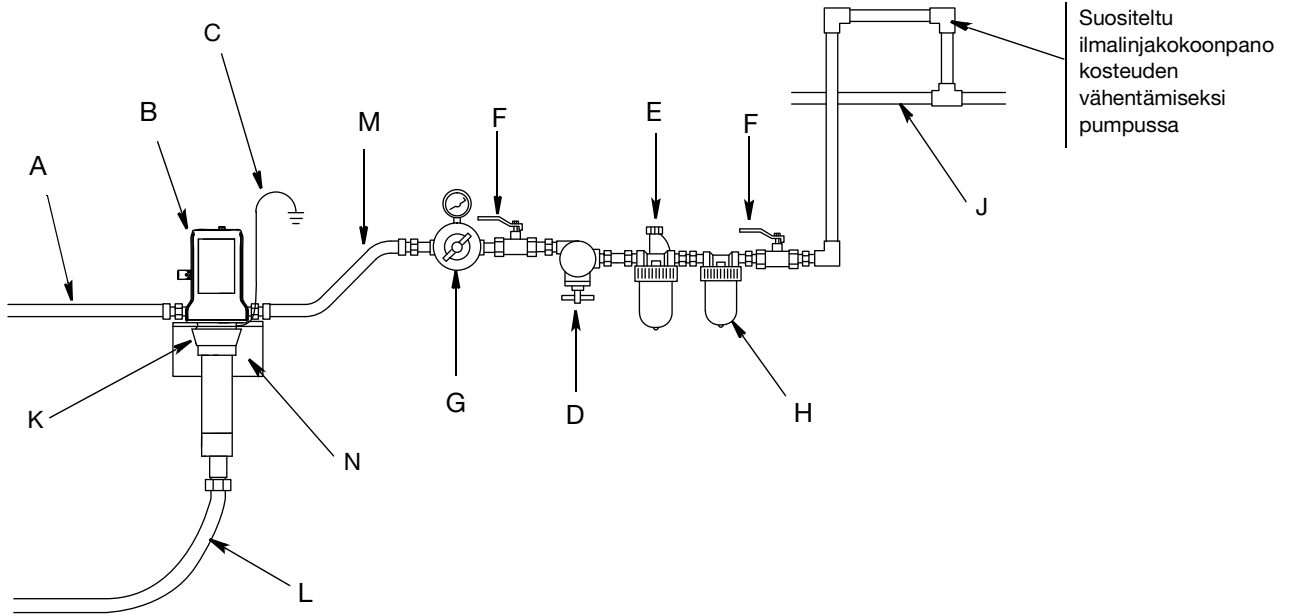 Suositeltu
ilmalinjakokoonpano
kosteuden
vähentämiseksi
pumpussa
C
B
M
F
E
F
A
J
G
D
H
K
N
L